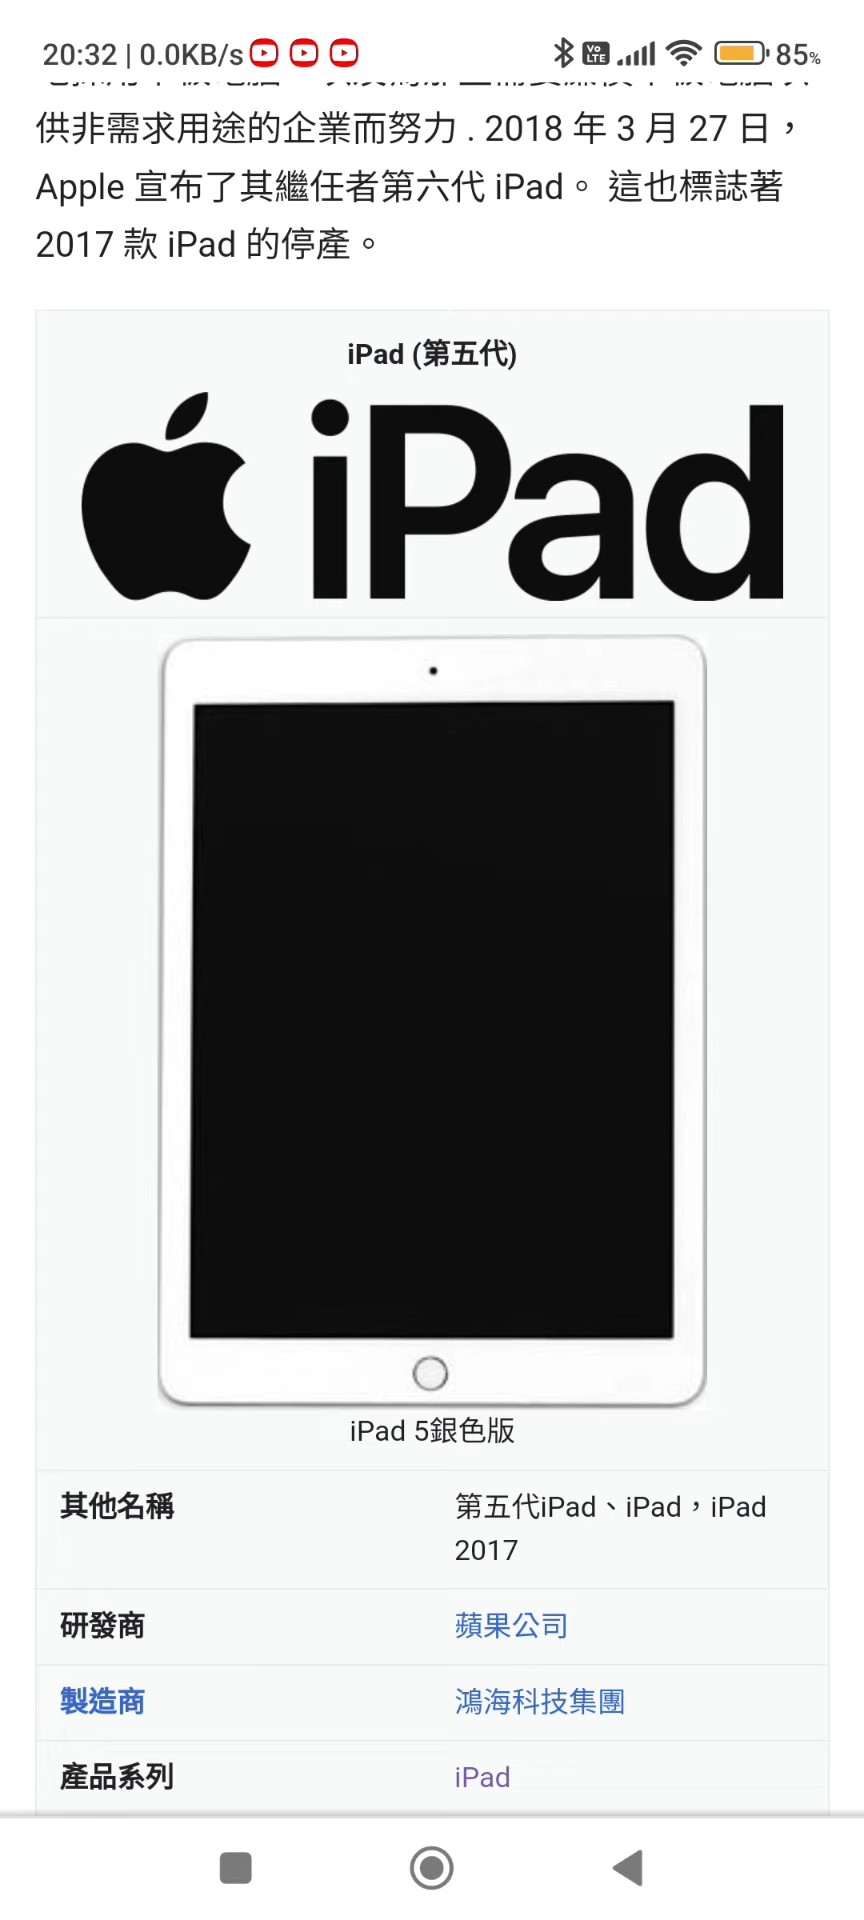 20:32 | 0.0KB/s
VoLTE
85%
供非需求用途的企業而努力 . 2018 年 3 月 27 日，
Apple 宣布了其繼任者第六代 iPad。 這也標誌著
2017 款 iPad 的停產。
iPad (第五代)
iPad
iPad 5銀色版
其他名稱 第五代iPad、iPad，iPad
2017
研發商 蘋果公司
製造商 鴻海科技集團
產品系列 iPad